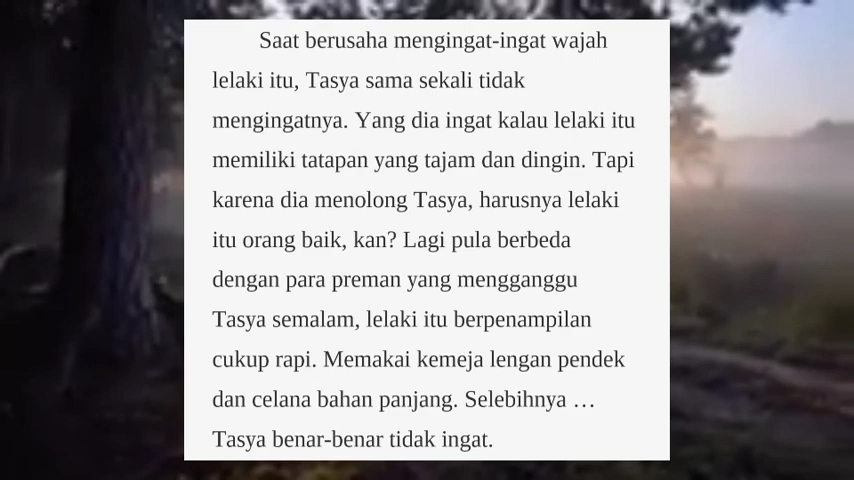 Saat berusaha mengingat-ingat wajah
lelaki itu, Tasya sama sekali tidak
mengingatnya. Yang dia ingat kalau lelaki itu
memiliki tatapan yang tajam dan dingin. Tapi
karena dia menolong Tasya, harusnya lelaki
itu orang baik, kan? Lagi pula berbeda
dengan para preman yang mengganggu
Tasya semalam, lelaki itu berpenampilan
cukup rapi. Memakai kemeja lengan pendek
dan celana bahan panjang. Selebihnya …
Tasya benar-benar tidak ingat.